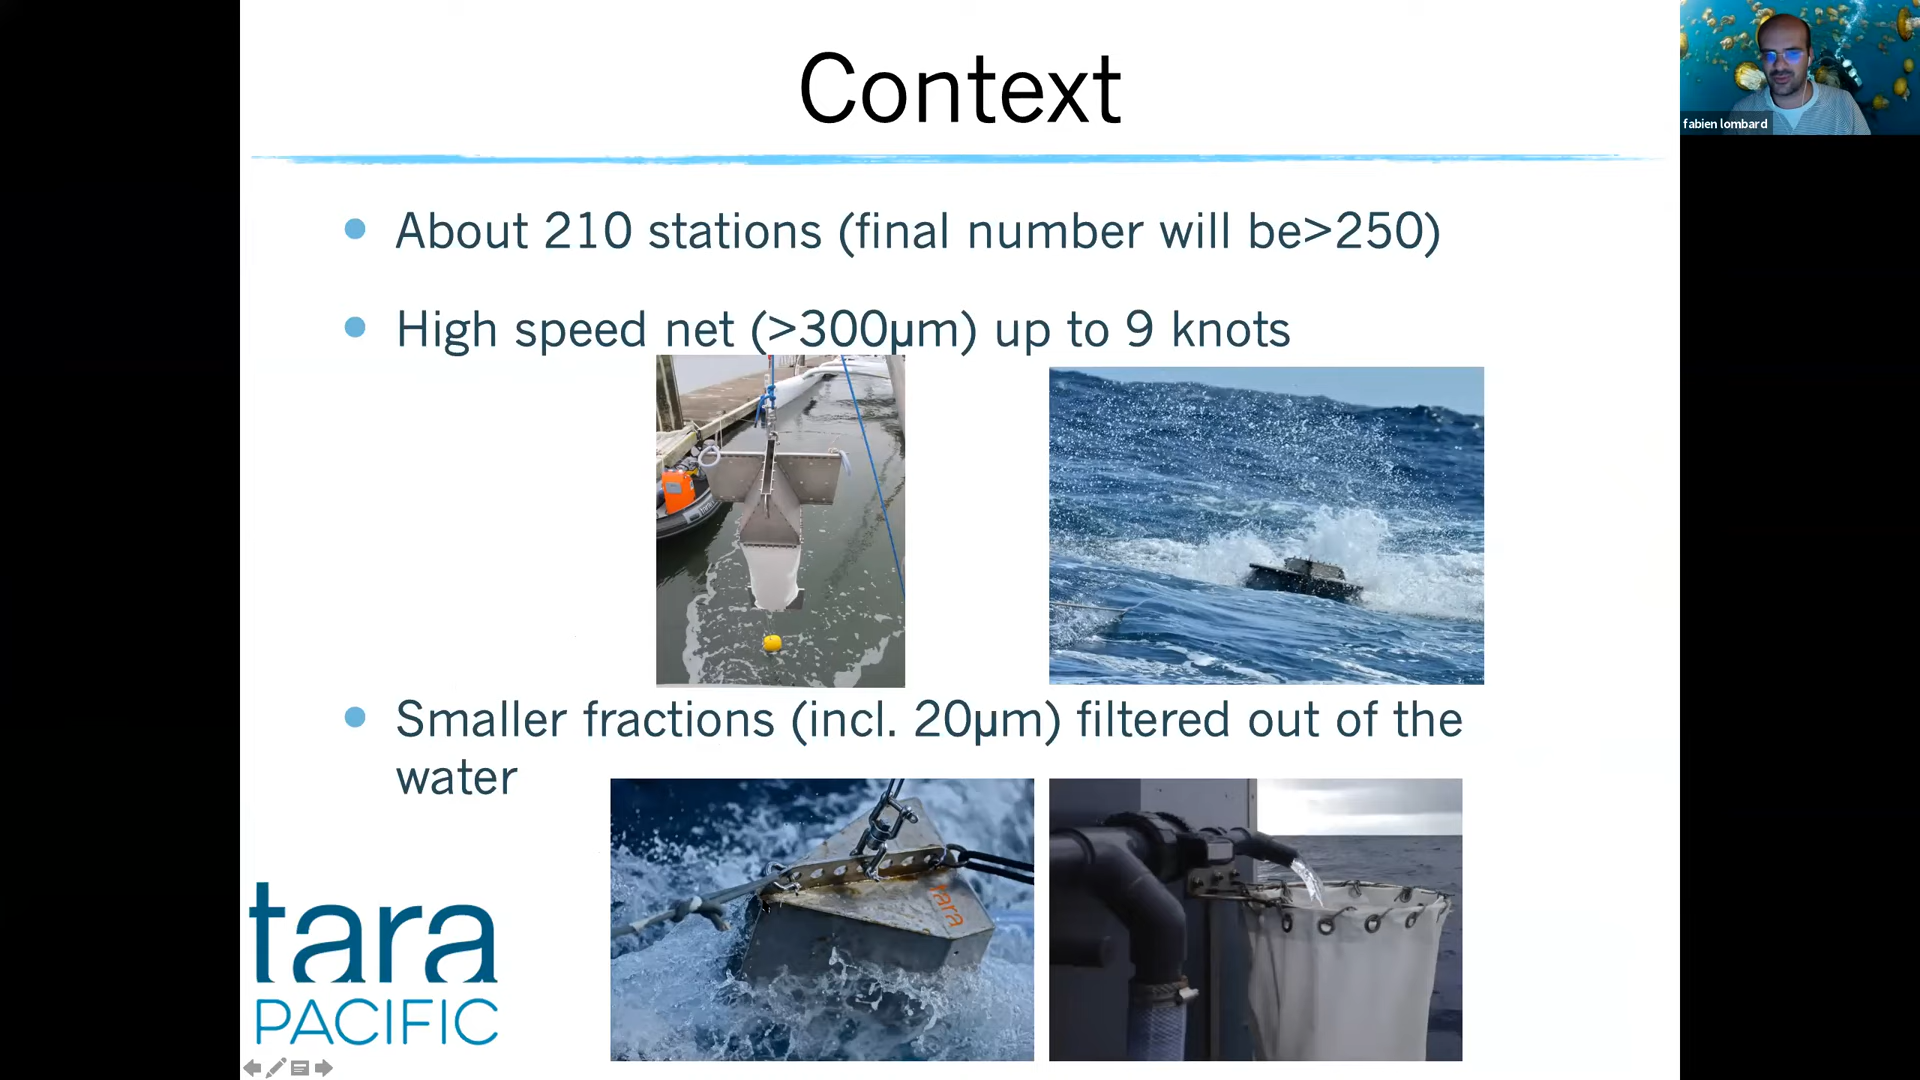 Context
fabien lombard
About 210 stations (final number will be>250)
High speed net (>300µm) up to 9 knots
Smaller fractions (incl. 20µm) filtered out of the
water
tara
tara
PACIFIC